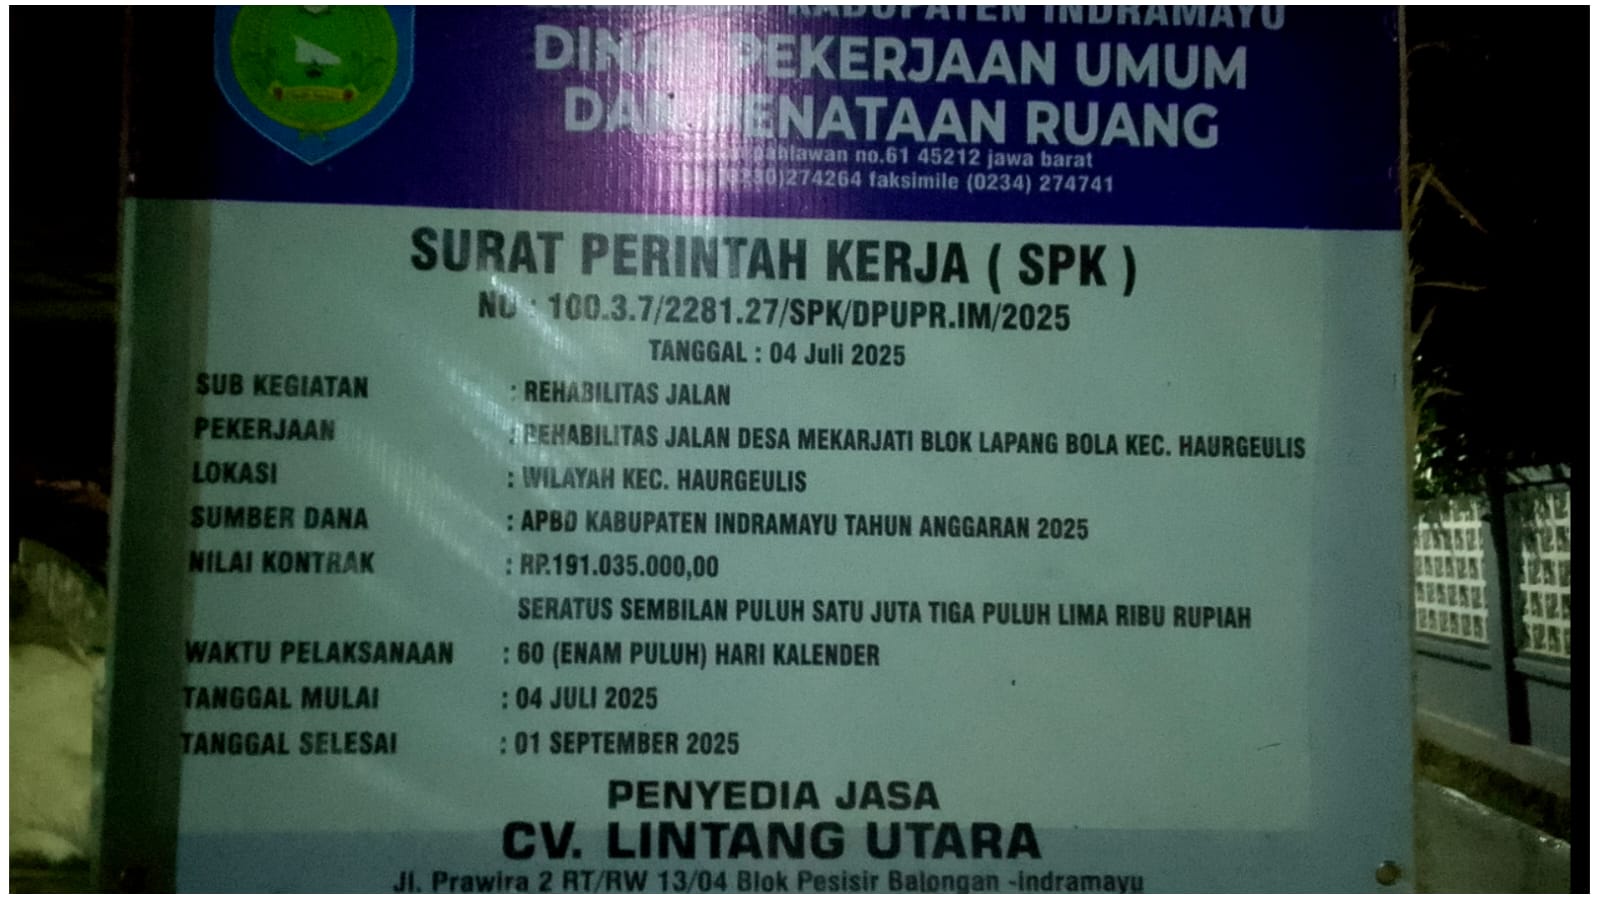 KABUPATEN INDRAMAYU
DINAS PEKERJAAN UMUM
DAN PENATAAN RUANG
pahlawan no.61 45212 jawa barat
274264 faksimile (0234) 274741
SURAT PERINTAH KERJA ( SPK )
NO : 100.3.7/2281.27/SPK/DPUPR.IM/2025
TANGGAL : 04 Juli 2025
SUB KEGIATAN : REHABILITAS JALAN
PEKERJAAN : REHABILITAS JALAN DESA MEKARJATI BLOK LAPANG BOLA KEC. HAURGEULIS
LOKASI : WILAYAH KEC. HAURGEULIS
SUMBER DANA : APBD KABUPATEN INDRAMAYU TAHUN ANGGARAN 2025
NILAI KONTRAK : RP.191.035.000,00
SERATUS SEMBILAN PULUH SATU JUTA TIGA PULUH LIMA RIBU RUPIAH
WAKTU PELAKSANAAN : 60 (ENAM PULUH) HARI KALENDER
TANGGAL MULAI : 04 JULI 2025
TANGGAL SELESAI : 01 SEPTEMBER 2025
PENYEDIA JASA
CV. LINTANG UTARA
Jl. Prawira 2 RT/RW 13/04 Blok Pesisir Balongan -indramayu